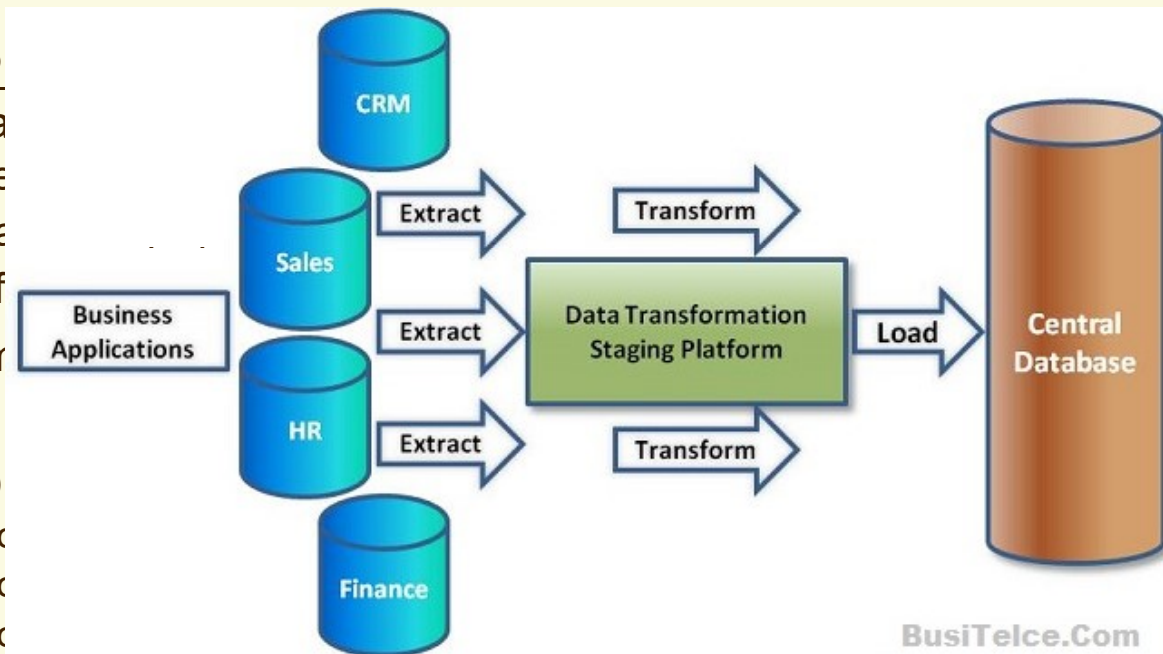 CRM
Extract
Transform
Sales
Business
Applications
Extract
Data Transformation
Staging Platform
Load
Central
Database
HR
Extract
Transform
Finance
BusiTelce.Com